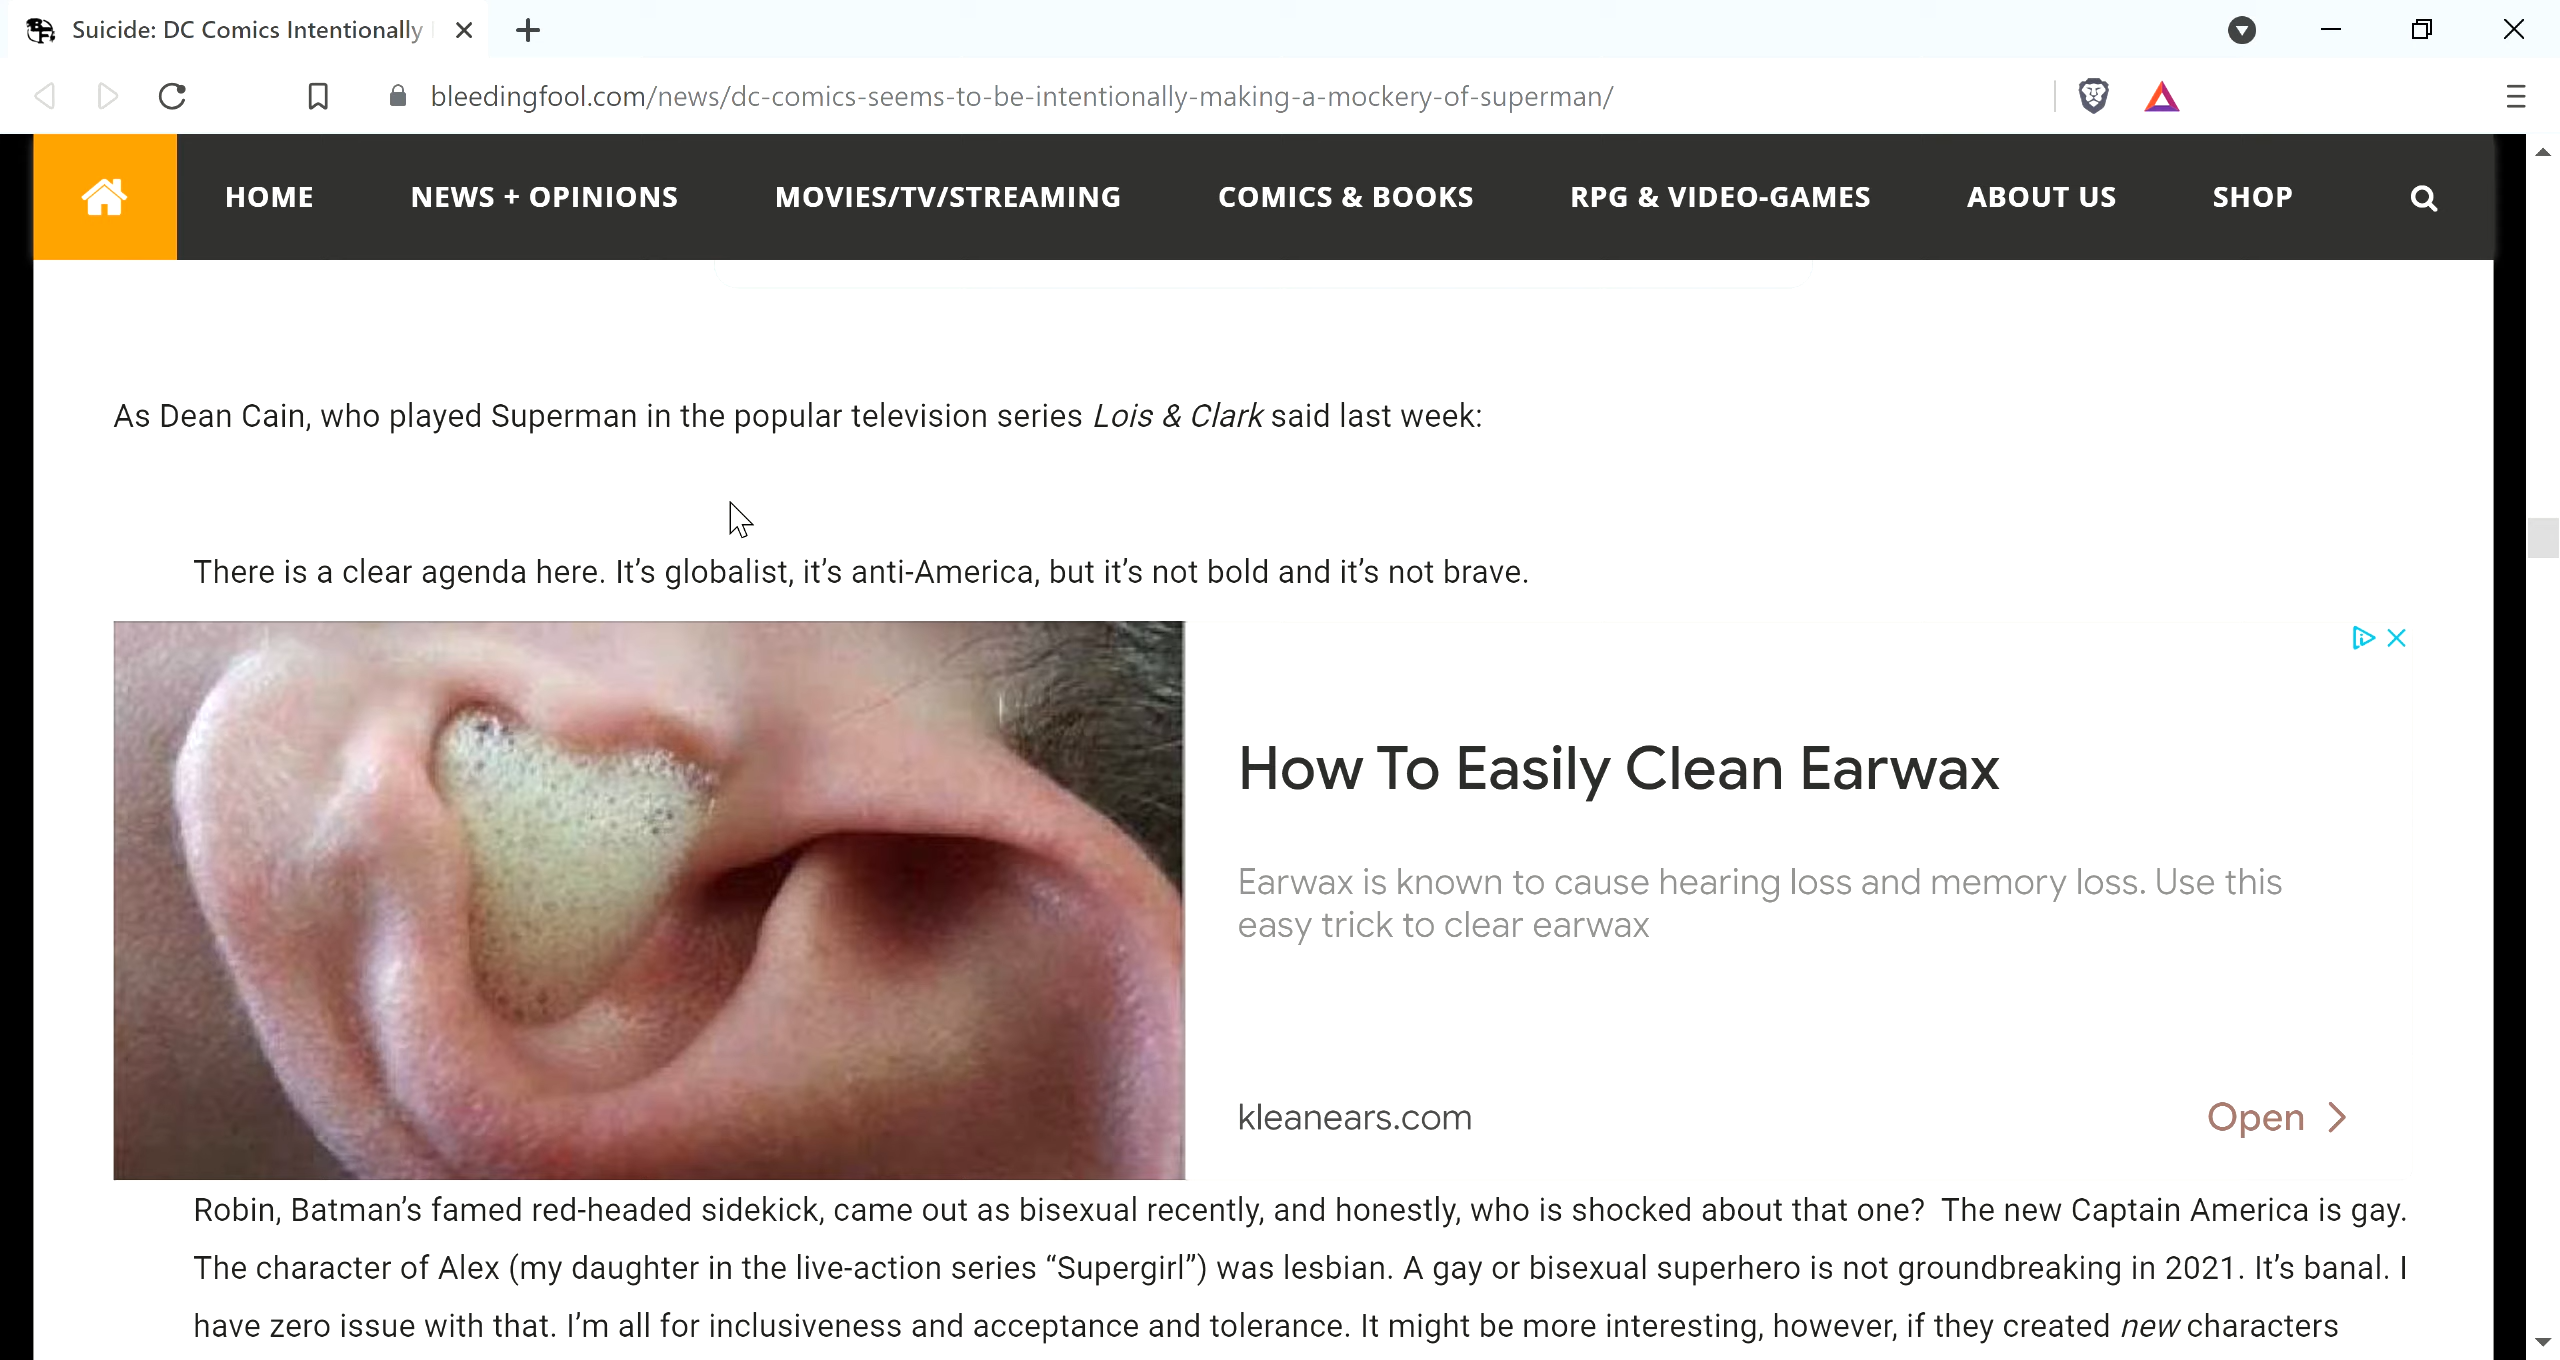 Suicide: DC Comics Intentionally
bleedingfool.com/news/dc-comics-seems-to-be-intentionally-making-a-mockery-of-superman/
HOME NEWS + OPINIONS MOVIES/TV/STREAMING COMICS & BOOKS RPG & VIDEO-GAMES ABOUT US SHOP
As Dean Cain, who played Superman in the popular television series Lois & Clark said last week:
There is a clear agenda here. It’s globalist, it’s anti-America, but it’s not bold and it’s not brave.
How To Easily Clean Earwax
Earwax is known to cause hearing loss and memory loss. Use this
easy trick to clear earwax
kleanears.com
Open
Robin, Batman’s famed red-headed sidekick, came out as bisexual recently, and honestly, who is shocked about that one?  The new Captain America is gay.
The character of Alex (my daughter in the live-action series “Supergirl”) was lesbian. A gay or bisexual superhero is not groundbreaking in 2021. It’s banal. I
have zero issue with that. I’m all for inclusiveness and acceptance and tolerance. It might be more interesting, however, if they created new characters